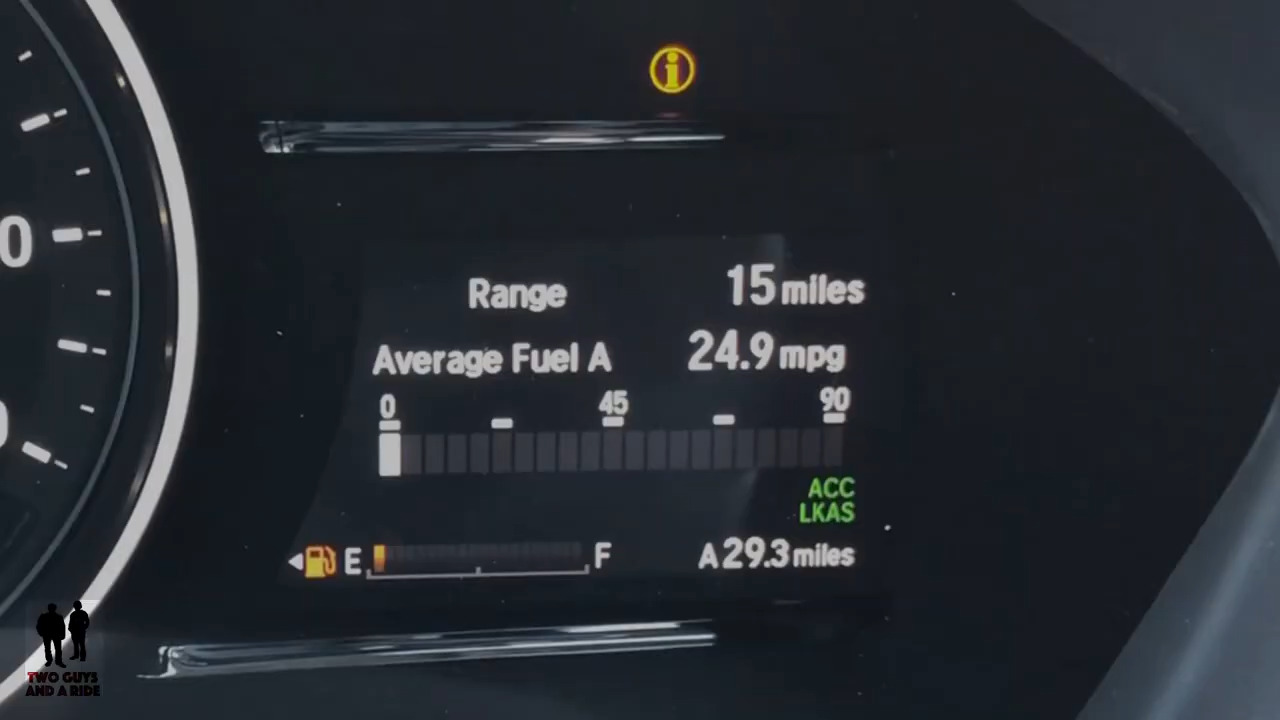 Range 15 miles
Average Fuel A 24.9 mpg
0 45 90
ACC
LKAS
E F A 29.3 miles
TWO GUYS
AND A RIDE